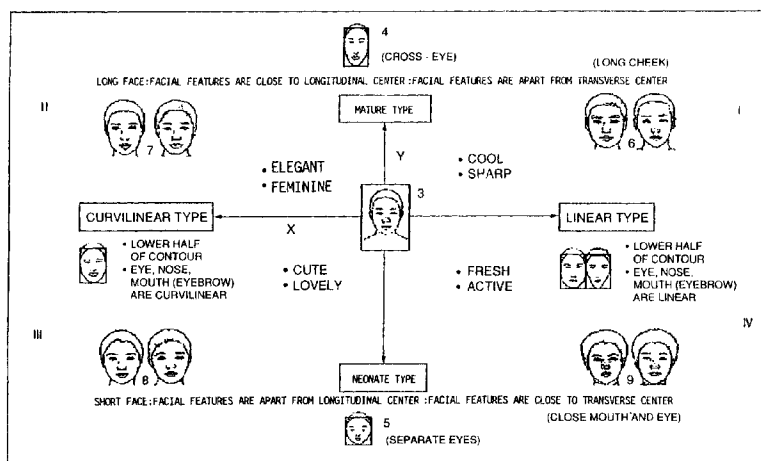 4
(CROSS - EYE)
(LONG CHEEK)
LONG FACE:FACIAL FEATURES ARE CLOSE TO LONGITUDINAL CENTER :FACIAL FEATURES ARE APART FROM TRANSVERSE CENTER
II
MATURE TYPE
I
7
6
Y
• ELEGANT
• FEMININE
• COOL
• SHARP
3
CURVILINEAR TYPE
LINEAR TYPE
X
• LOWER HALF
OF CONTOUR
• EYE, NOSE,
MOUTH (EYEBROW)
ARE CURVILINEAR
• CUTE
• LOVELY
• FRESH
• ACTIVE
• LOWER HALF
OF CONTOUR
• EYE, NOSE,
MOUTH (EYEBROW)
ARE LINEAR
III
IV
8
NEONATE TYPE
9
SHORT FACE:FACIAL FEATURES ARE APART FROM LONGITUDINAL CENTER :FACIAL FEATURES ARE CLOSE TO TRANSVERSE CENTER
5
(SEPARATE EYES)
(CLOSE MOUTH AND EYE)